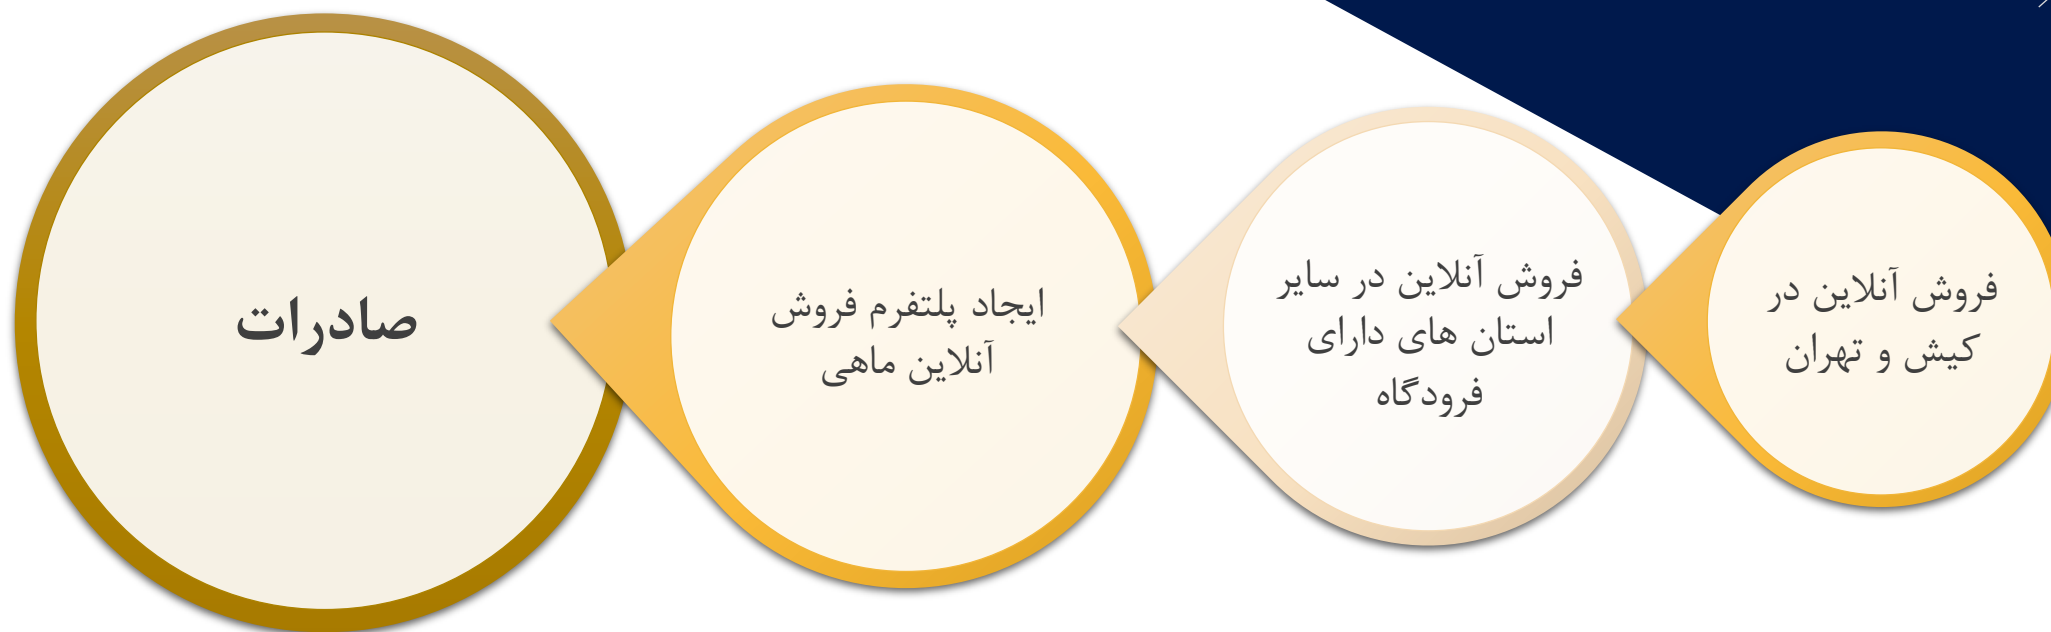 فروش آنلاین در
کیش و تهران
فروش آنلاین در سایر
استان های دارای
فرودگاه
ایجاد پلتفرم فروش
آنلاین ماهی
صادرات